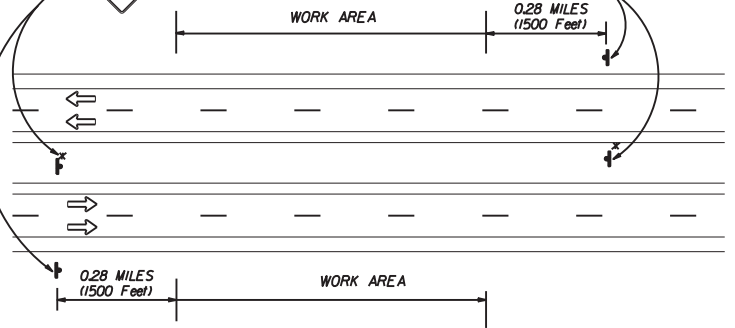 WORK AREA
0.28 MILES
(1500 Feet)
x
x
0.28 MILES
(1500 Feet)
WORK AREA